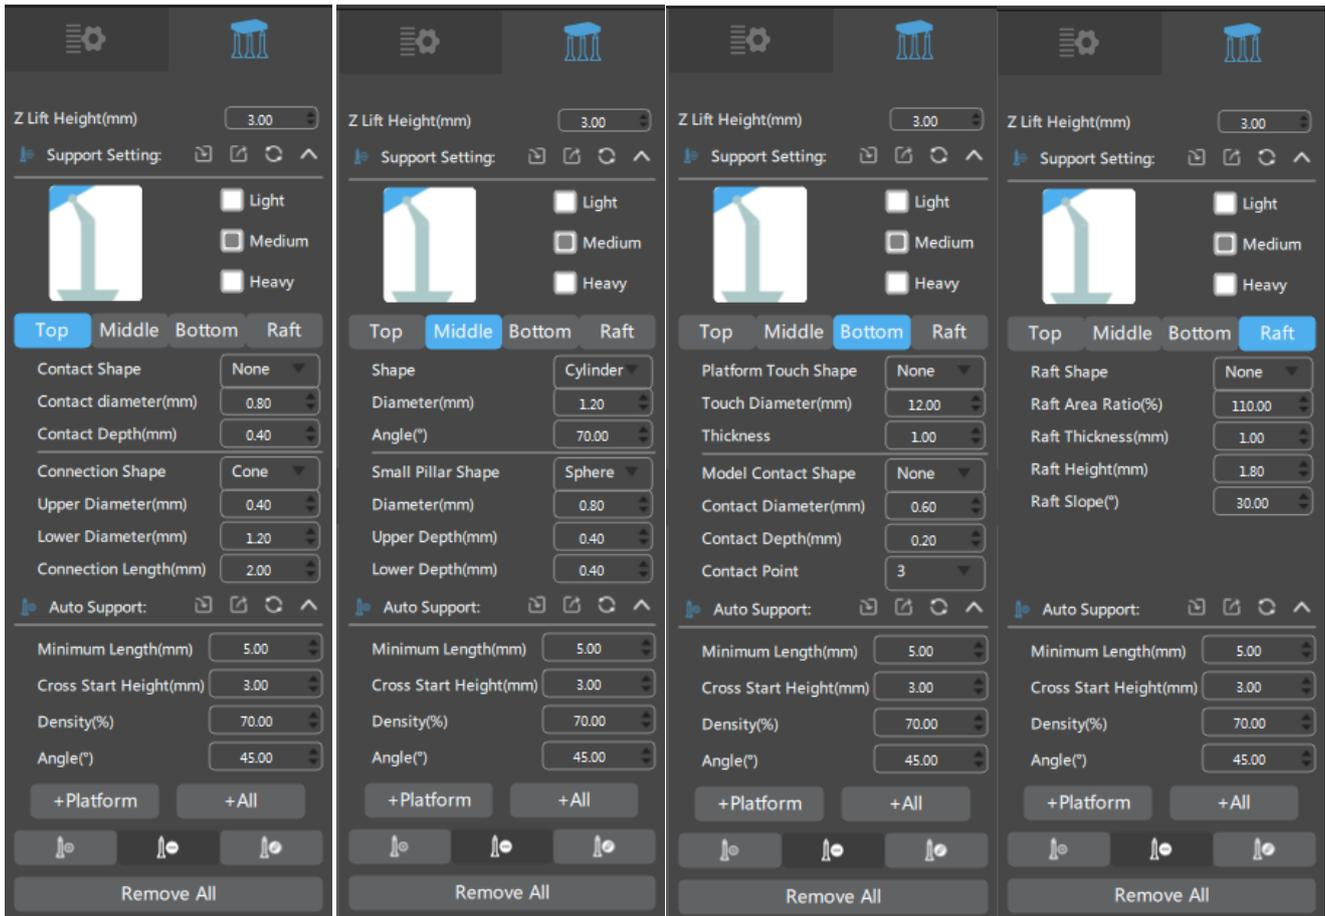 Z Lift Height(mm) 3.00
Support Setting:
Light
Medium
Heavy
Top Middle Bottom Raft
Contact Shape None
Contact diameter(mm) 0.80
Contact Depth(mm) 0.40
Connection Shape Cone
Upper Diameter(mm) 0.40
Lower Diameter(mm) 1.20
Connection Length(mm) 2.00
Auto Support:
Minimum Length(mm) 5.00
Cross Start Height(mm) 3.00
Density(%) 70.00
Angle(°) 45.00
+Platform +All
Remove All
Z Lift Height(mm) 3.00
Support Setting:
Light
Medium
Heavy
Top Middle Bottom Raft
Shape Cylinder
Diameter(mm) 1.20
Angle(°) 70.00
Small Pillar Shape Sphere
Diameter(mm) 0.80
Upper Depth(mm) 0.40
Lower Depth(mm) 0.40
Auto Support:
Minimum Length(mm) 5.00
Cross Start Height(mm) 3.00
Density(%) 70.00
Angle(°) 45.00
+Platform +All
Remove All
Z Lift Height(mm) 3.00
Support Setting:
Light
Medium
Heavy
Top Middle Bottom Raft
Platform Touch Shape None
Touch Diameter(mm) 12.00
Thickness 1.00
Model Contact Shape None
Contact Diameter(mm) 0.60
Contact Depth(mm) 0.20
Contact Point 3
Auto Support:
Minimum Length(mm) 5.00
Cross Start Height(mm) 3.00
Density(%) 70.00
Angle(°) 45.00
+Platform +All
Remove All
Z Lift Height(mm) 3.00
Support Setting:
Light
Medium
Heavy
Top Middle Bottom Raft
Raft Shape None
Raft Area Ratio(%) 110.00
Raft Thickness(mm) 1.00
Raft Height(mm) 1.80
Raft Slope(°) 30.00
Auto Support:
Minimum Length(mm) 5.00
Cross Start Height(mm) 3.00
Density(%) 70.00
Angle(°) 45.00
+Platform +All
Remove All